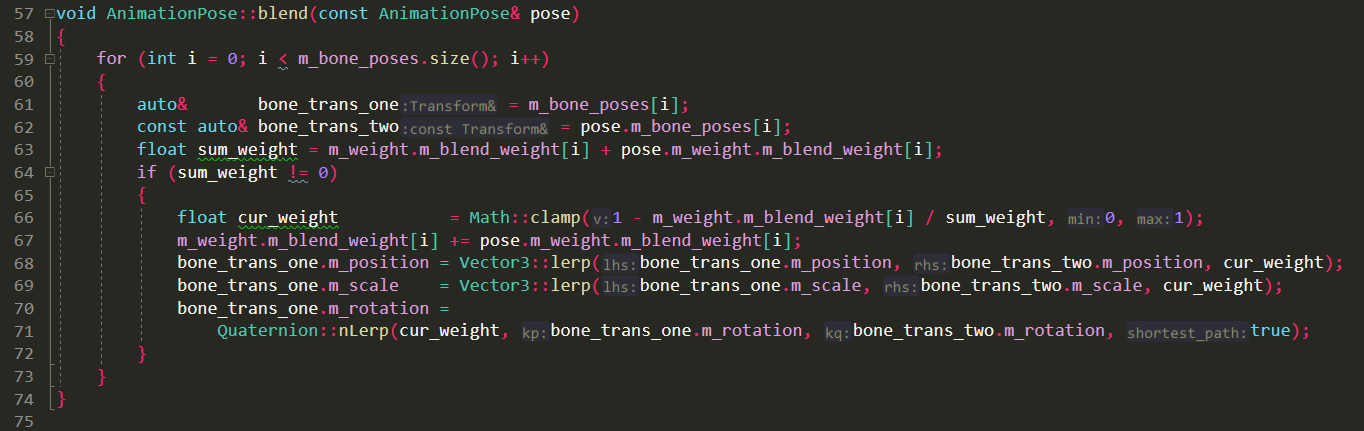 57 void AnimationPose::blend(const AnimationPose& pose)
58 {
59     for (int i = 0; i < m_bone_poses.size(); i++)
60     {
61         auto&       bone_trans_one:Transform& = m_bone_poses[i];
62         const auto& bone_trans_two:const Transform& = pose.m_bone_poses[i];
63         float sum_weight = m_weight.m_blend_weight[i] + pose.m_weight.m_blend_weight[i];
64         if (sum_weight != 0)
65         {
66             float cur_weight           = Math::clamp(v:1 - m_weight.m_blend_weight[i] / sum_weight, min:0, max:1);
67             m_weight.m_blend_weight[i] += pose.m_weight.m_blend_weight[i];
68             bone_trans_one.m_position = Vector3::lerp(lhs:bone_trans_one.m_position, rhs:bone_trans_two.m_position, cur_weight);
69             bone_trans_one.m_scale    = Vector3::lerp(lhs:bone_trans_one.m_scale, rhs:bone_trans_two.m_scale, cur_weight);
70             bone_trans_one.m_rotation =
71                 Quaternion::nLerp(cur_weight, kp:bone_trans_one.m_rotation, kq:bone_trans_two.m_rotation, shortest_path:true);
72         }
73     }
74 }
75